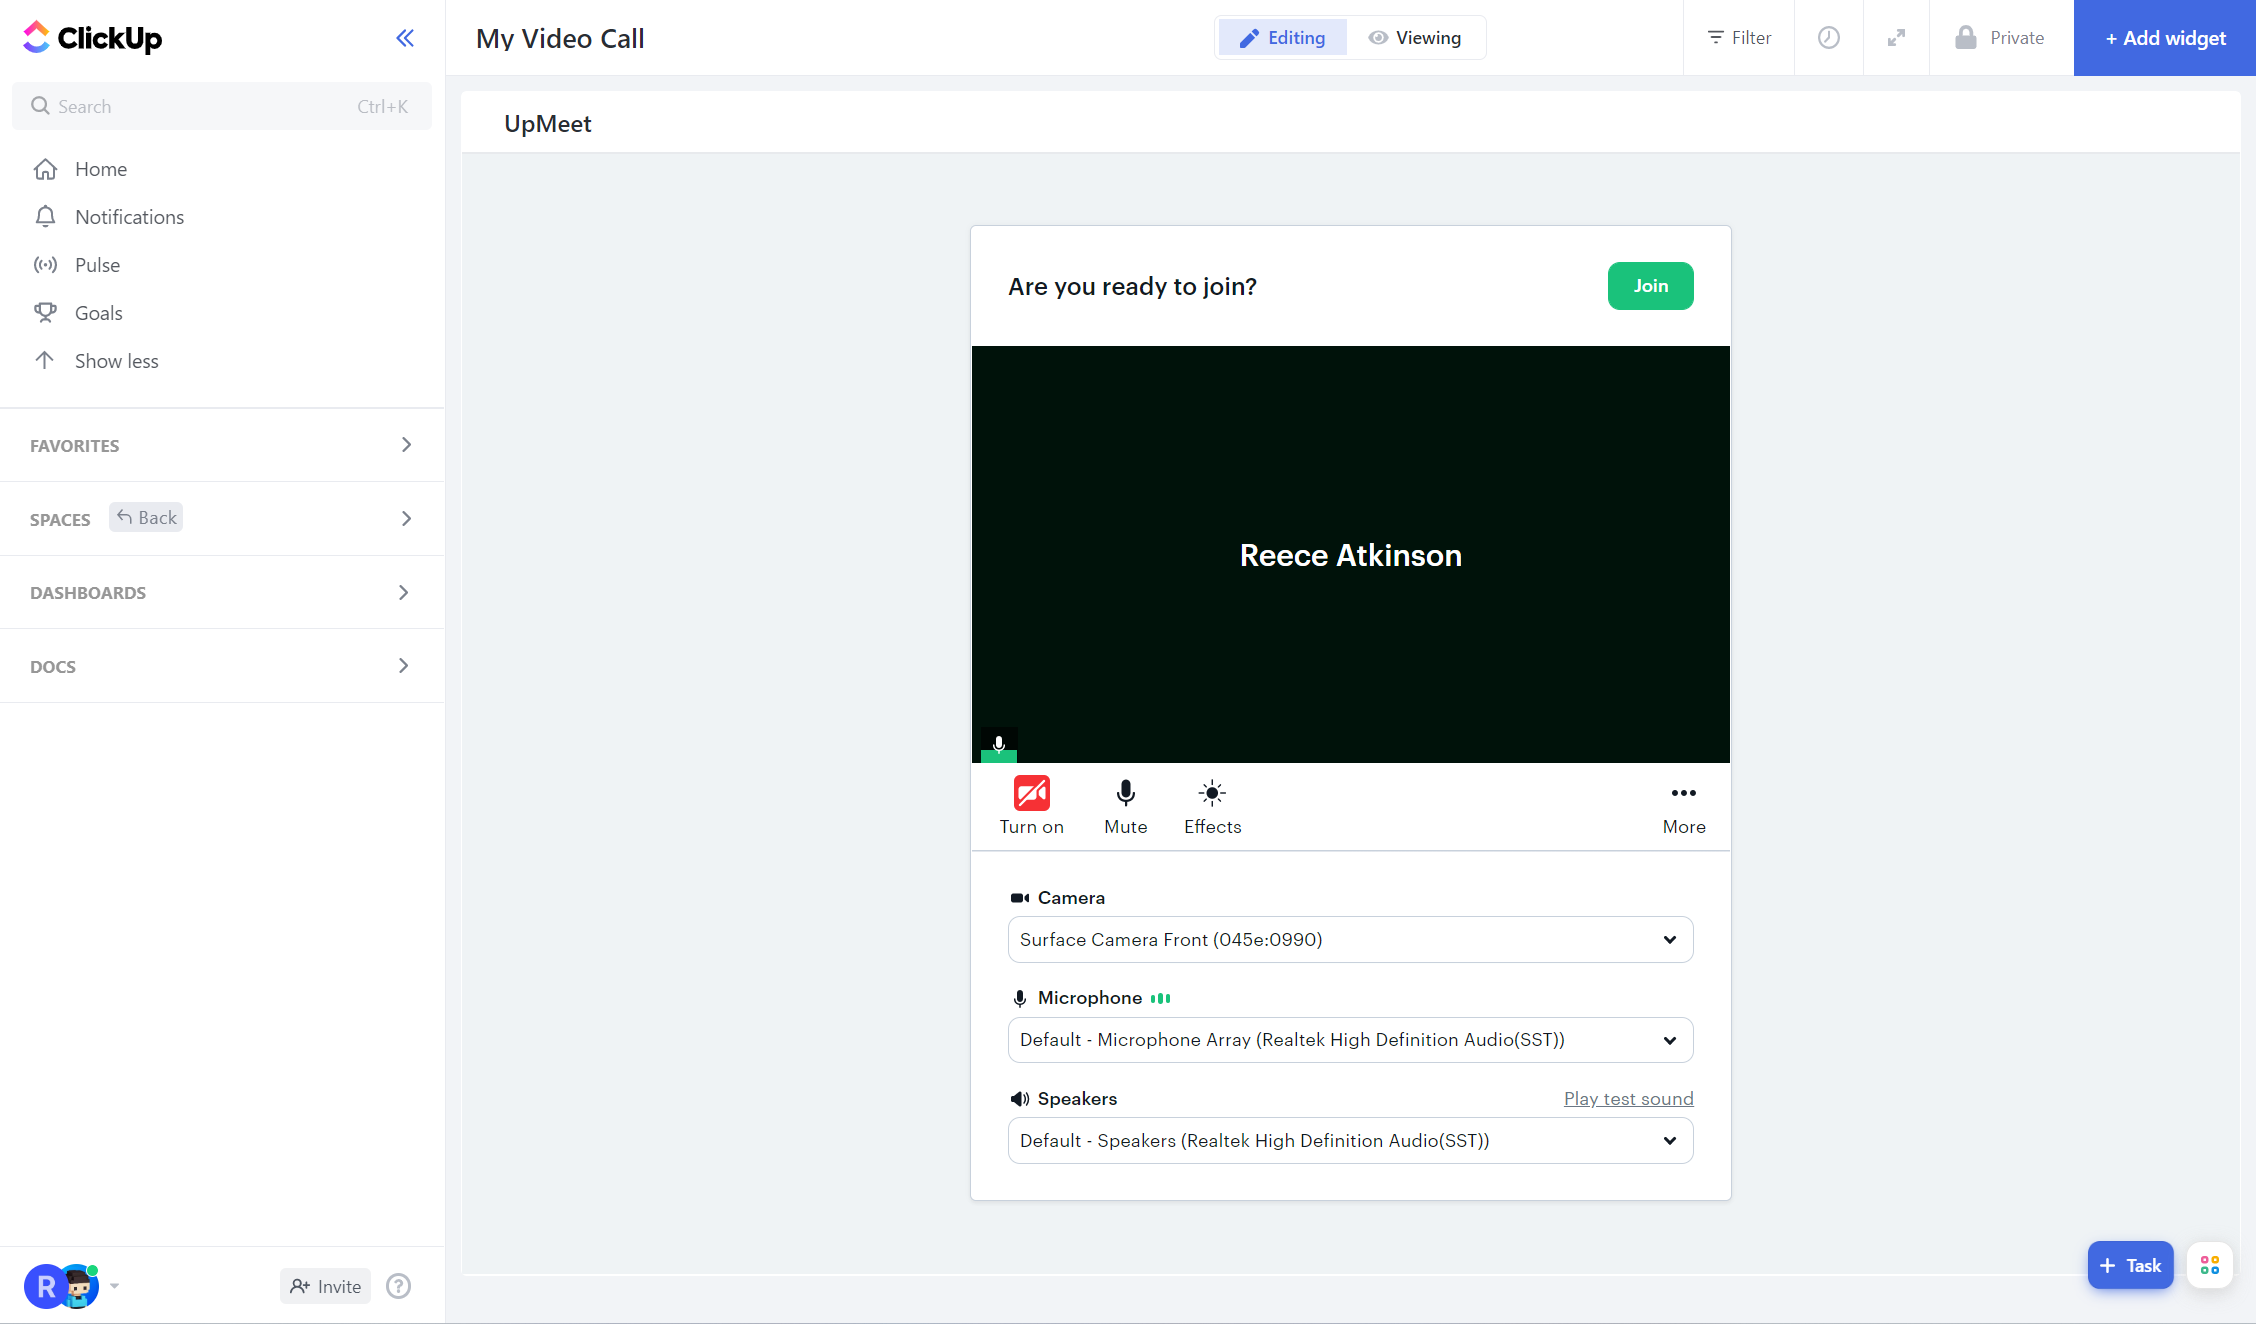 ClickUp
My Video Call
Editing
Viewing
Filter
Private
+ Add widget
Search
Ctrl+K
Home
Notifications
Pulse
Goals
Show less
FAVORITES
SPACES
Back
DASHBOARDS
DOCS
UpMeet
Are you ready to join?
Join
Reece Atkinson
Turn on
Mute
Effects
More
Camera
Surface Camera Front (045e:0990)
Microphone
Default - Microphone Array (Realtek High Definition Audio(SST))
Speakers
Play test sound
Default - Speakers (Realtek High Definition Audio(SST))
R
Invite
?
+ Task